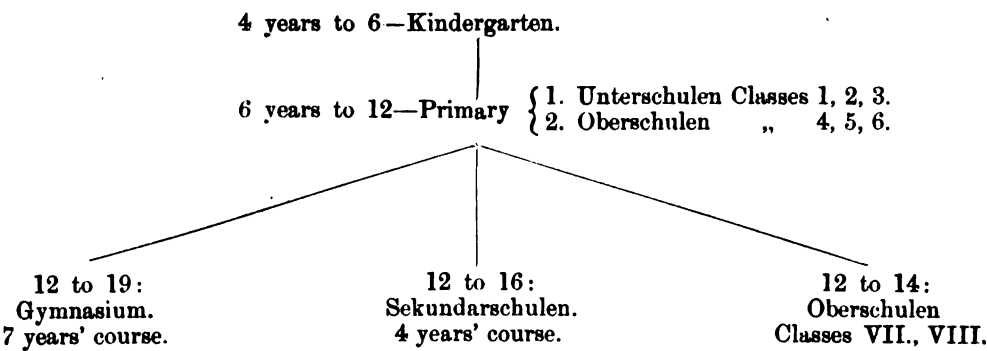 4 years to 6—Kindergarten.
6 years to 12—Primary { 1. Unterschulen Classes 1, 2, 3.
2. Oberschulen „ 4, 5, 6.
12 to 19:
Gymnasium.
7 years' course.
12 to 16:
Sekundarschulen.
4 years' course.
12 to 14:
Oberschulen
Classes VII., VIII.